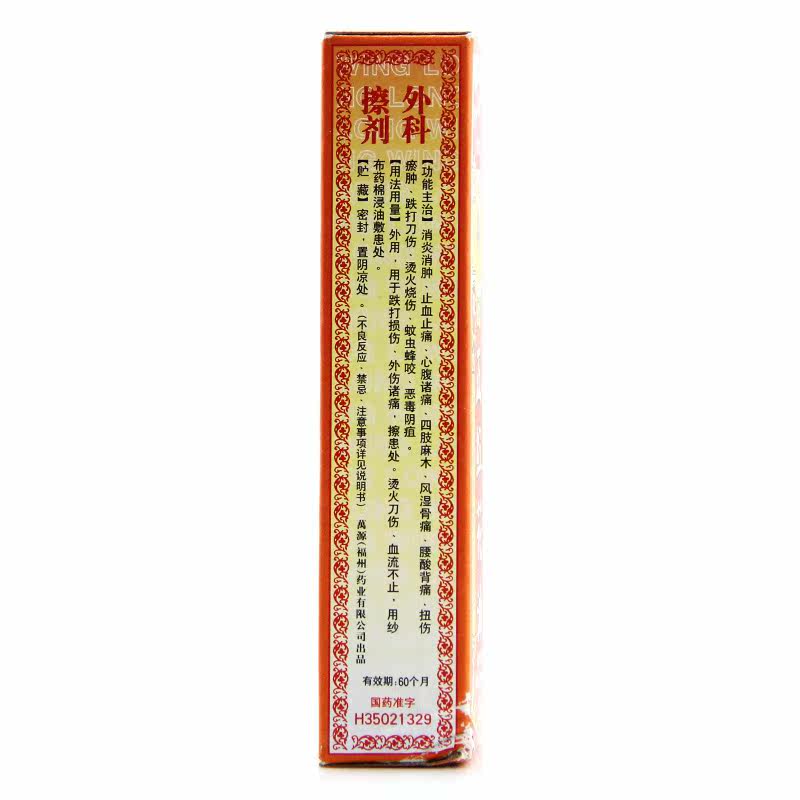 外科
擦剂
【功能主治】消炎消肿、止血止痛、心腹诸痛、四肢麻木、风湿骨痛、腰酸背痛、扭伤
瘀肿、跌打刀伤、烫火烧伤、蚊虫蜂咬、恶毒阴疽。
【用法用量】外用，用于跌打损伤、外伤诸痛，擦患处。烫火刀伤、血流不止，用纱
布药棉浸油敷患处。
【贮 藏】密封，置阴凉处。（不良反应、禁忌、注意事项详见说明书）萬源（福州）药业有限公司出品
有效期：60个月
国药准字
H35021329